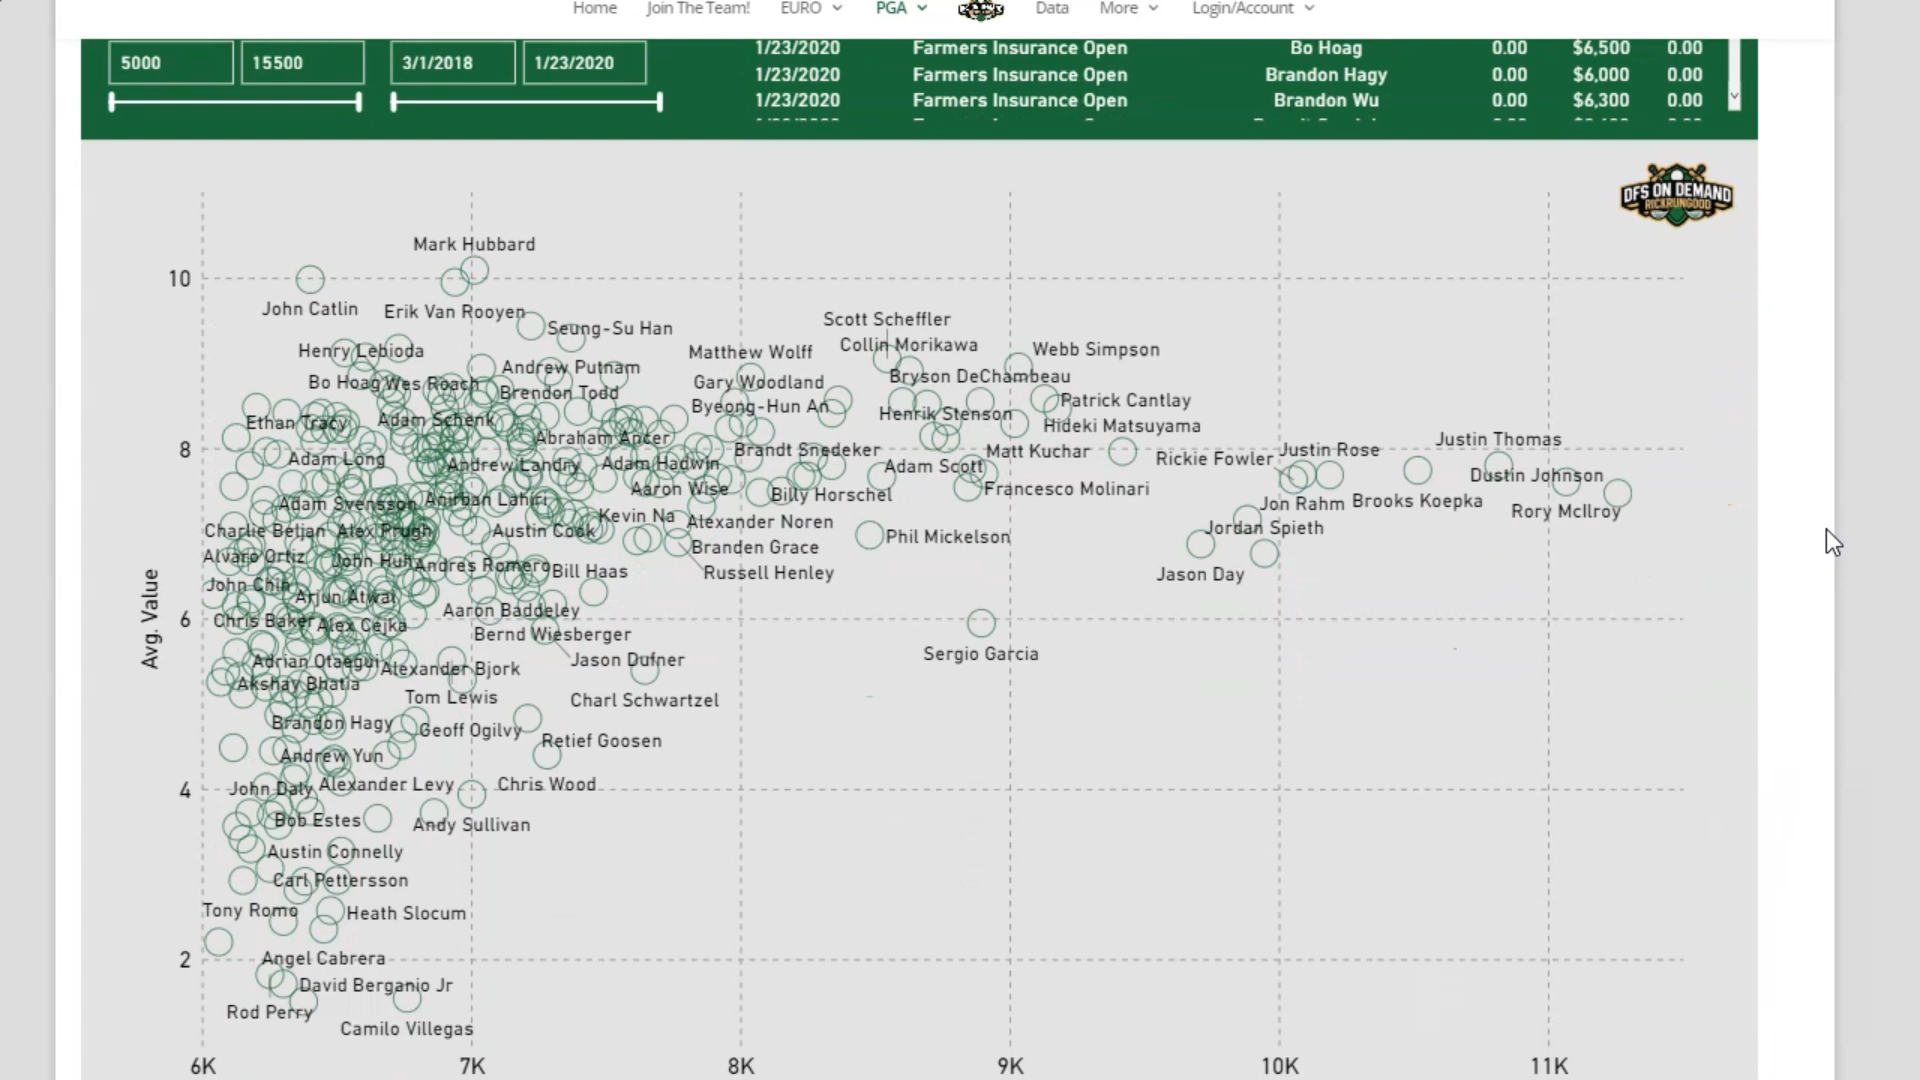 Home Join The Team! EURO PGA Data More Login/Account
5000 15500 3/1/2018 1/23/2020
1/23/2020 Farmers Insurance Open Bo Hoag 0.00 $6,500 0.00
1/23/2020 Farmers Insurance Open Brandon Hagy 0.00 $6,000 0.00
1/23/2020 Farmers Insurance Open Brandon Wu 0.00 $6,300 0.00
DFS ON DEMAND
RICKRUNGOOD
Mark Hubbard
10
John Catlin
Erik Van Rooyen
Scott Scheffler
Seung-Su Han
Collin Morikawa
Webb Simpson
Henry Lebioda
Matthew Wolff
Andrew Putnam
Bryson DeChambeau
Bo Hoag
Wes Roach
Gary Woodland
Brendon Todd
Patrick Cantlay
Byeong-Hun An
Henrik Stenson
Ethan Tracy
Adam Schenk
Hideki Matsuyama
Abraham Ancer
Justin Thomas
8
Brandt Snedeker
Matt Kuchar
Justin Rose
Adam Long
Andrew Landry
Adam Hadwin
Adam Scott
Rickie Fowler
Dustin Johnson
Aaron Wise
Billy Horschel
Francesco Molinari
Adam Svensson
Anirban Lahiri
Jon Rahm
Brooks Koepka
Rory McIlroy
Kevin Na
Alexander Noren
Jordan Spieth
Charlie Beljan
Alex Prugh
Austin Cook
Phil Mickelson
Branden Grace
Alvaro Ortiz
John Huh
Andres Romero
Bill Haas
Russell Henley
Jason Day
John Chin
Arjun Atwal
Aaron Baddeley
6
Chris Baker
Alex Cejka
Bernd Wiesberger
Avg. Value
Adrian Otaegui
Alexander Bjork
Jason Dufner
Sergio Garcia
Akshay Bhatia
Tom Lewis
Charl Schwartzel
Brandon Hagy
Geoff Ogilvy
Retief Goosen
Andrew Yun
4
John Daly
Alexander Levy
Chris Wood
Bob Estes
Andy Sullivan
Austin Connelly
Carl Pettersson
Tony Romo
Heath Slocum
2
Angel Cabrera
David Berganio Jr
Rod Perry
Camilo Villegas
6K 7K 8K 9K 10K 11K